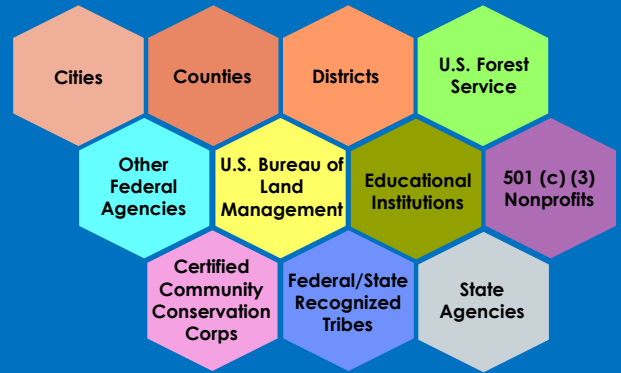 Cities
Counties
Districts
U.S. Forest
Service
Other
Federal
Agencies
U.S. Bureau of
Land
Management
Educational
Institutions
501 (c) (3)
Nonprofits
Certified
Community
Conservation
Corps
Federal/State
Recognized
Tribes
State
Agencies